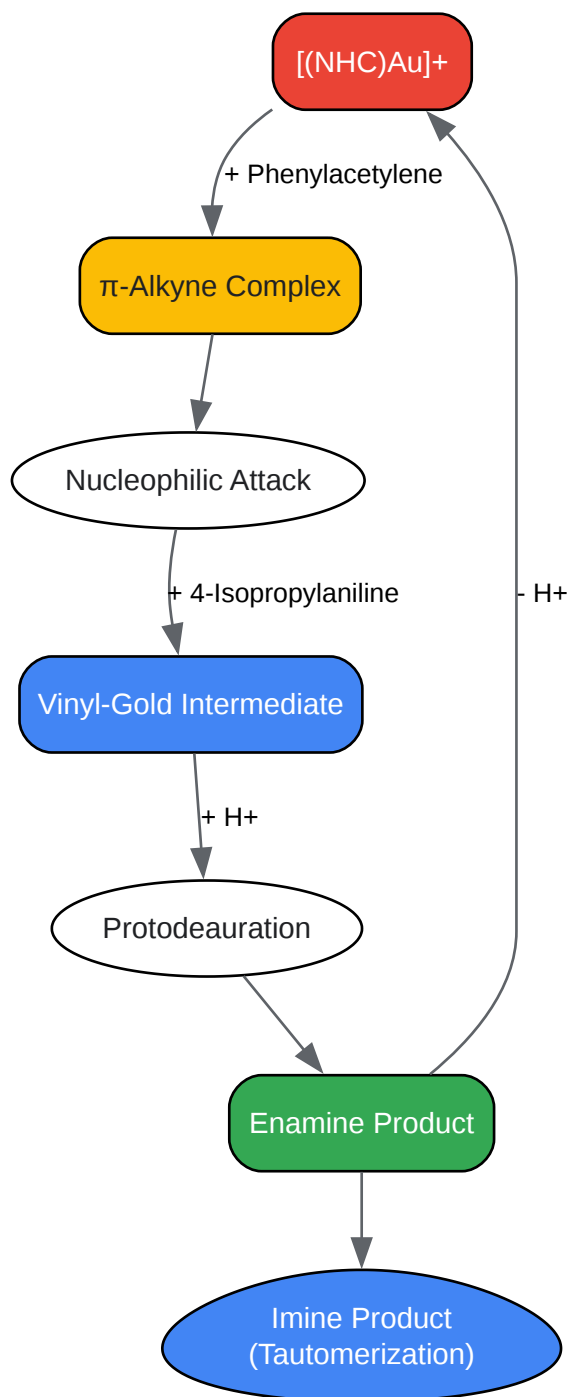 [(NHC)Au]+
+ Phenylacetylene
π-Alkyne Complex
Nucleophilic Attack
+ 4-Isopropylaniline
- H+
Vinyl-Gold Intermediate
+ H+
Protodeauration
Enamine Product
Imine Product
(Tautomerization)